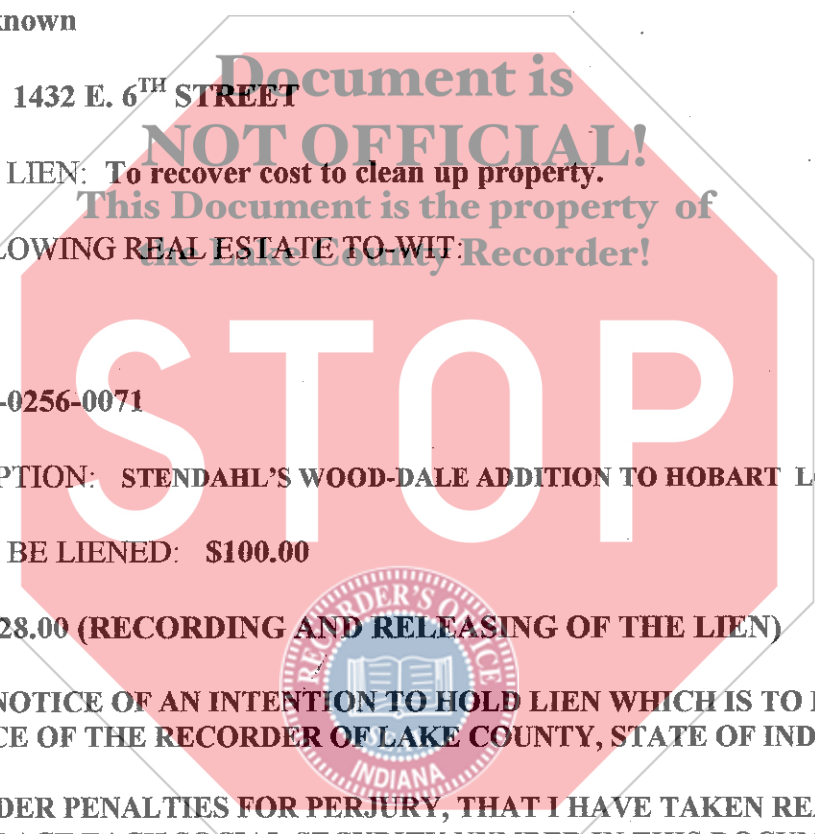 known
Document is
1432 E. 6TH STREET
NOT OFFICIAL!
LIEN: To recover cost to clean up property.
This Document is the property of
LOWING REAL ESTATE TO-WIT:
the Lake County Recorder!
STOP
-0256-0071
PTION: STENDAHL'S WOOD-DALE ADDITION TO HOBART L
BE LIENED: $100.00
28.00 (RECORDING AND RELEASING OF THE LIEN)
RECORDER'S OFFICE
INDIANA
NOTICE OF AN INTENTION TO HOLD LIEN WHICH IS TO
CE OF THE RECORDER OF LAKE COUNTY, STATE OF IND
DER PENALTIES FOR PERJURY, THAT I HAVE TAKEN REA